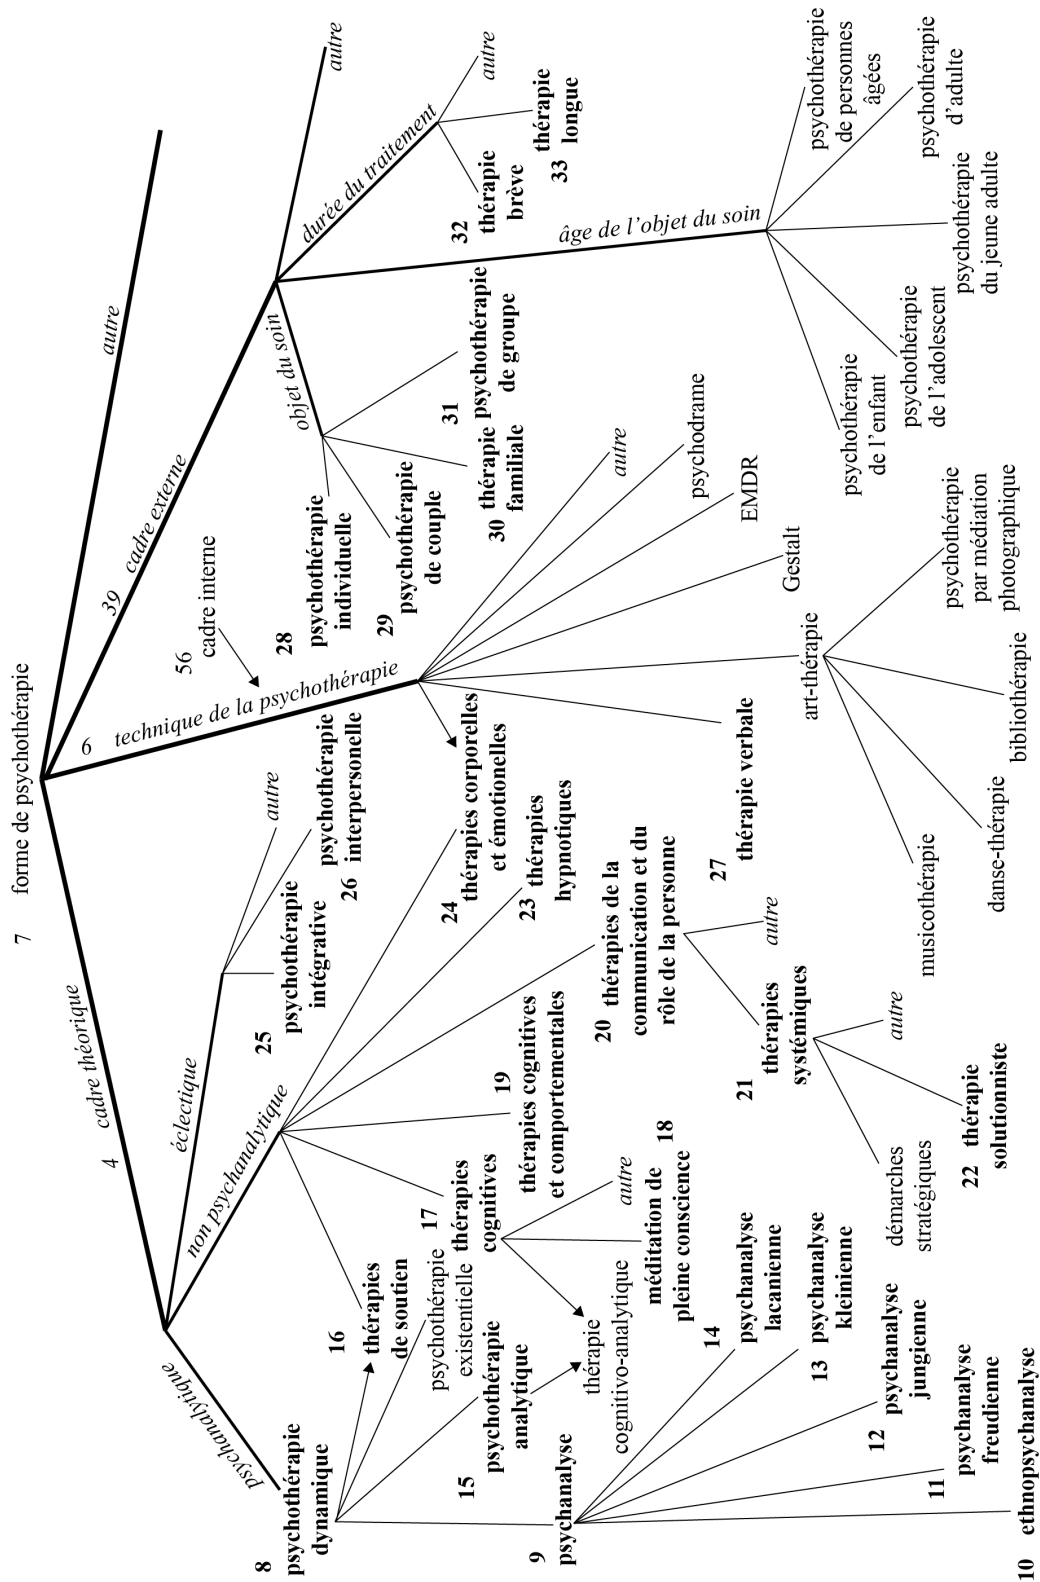 7 forme de psychothérapie
4 cadre théorique
6 technique de la psychothérapie
39 cadre externe
autre
psychanalytique
non psychanalytique
éclectique
56
cadre interne
objet du soin
durée du traitement
autre
âge de l’objet du soin
8
psychothérapie
dynamique
16
thérapies
de soutien
psychothérapie
existentielle
15
psychothérapie
analytique
9
psychanalyse
thérapie
cognitivo-analytique
14
psychanalyse
lacanienne
13
psychanalyse
kleinienne
12
psychanalyse
jungienne
11
psychanalyse
freudienne
10 ethnopsychanalyse
17
thérapies
cognitives
autre
méditation de
pleine conscience 18
19
thérapies cognitives
et comportementales
20 thérapies de la
communication et du
rôle de la personne
21
thérapies
systémiques
autre
démarches
stratégiques
22 thérapie
solutionniste
autre
23 thérapies
hypnotiques
24 thérapies corporelles
et émotionelles
25
psychothérapie
intégrative
26
psychothérapie
interpersonelle
autre
27 thérapie verbale
art-thérapie
musicothérapie
danse-thérapie
bibliothérapie
psychothérapie
par médiation
photographique
Gestalt
EMDR
psychodrame
autre
28
psychothérapie
individuelle
29
psychothérapie
de couple
30 thérapie
familiale
31
psychothérapie
de groupe
32
thérapie
brève
33
thérapie
longue
autre
psychothérapie
de l’enfant
psychothérapie
de l’adolescent
psychothérapie
du jeune adulte
psychothérapie
d’adulte
psychothérapie
de personnes
âgées